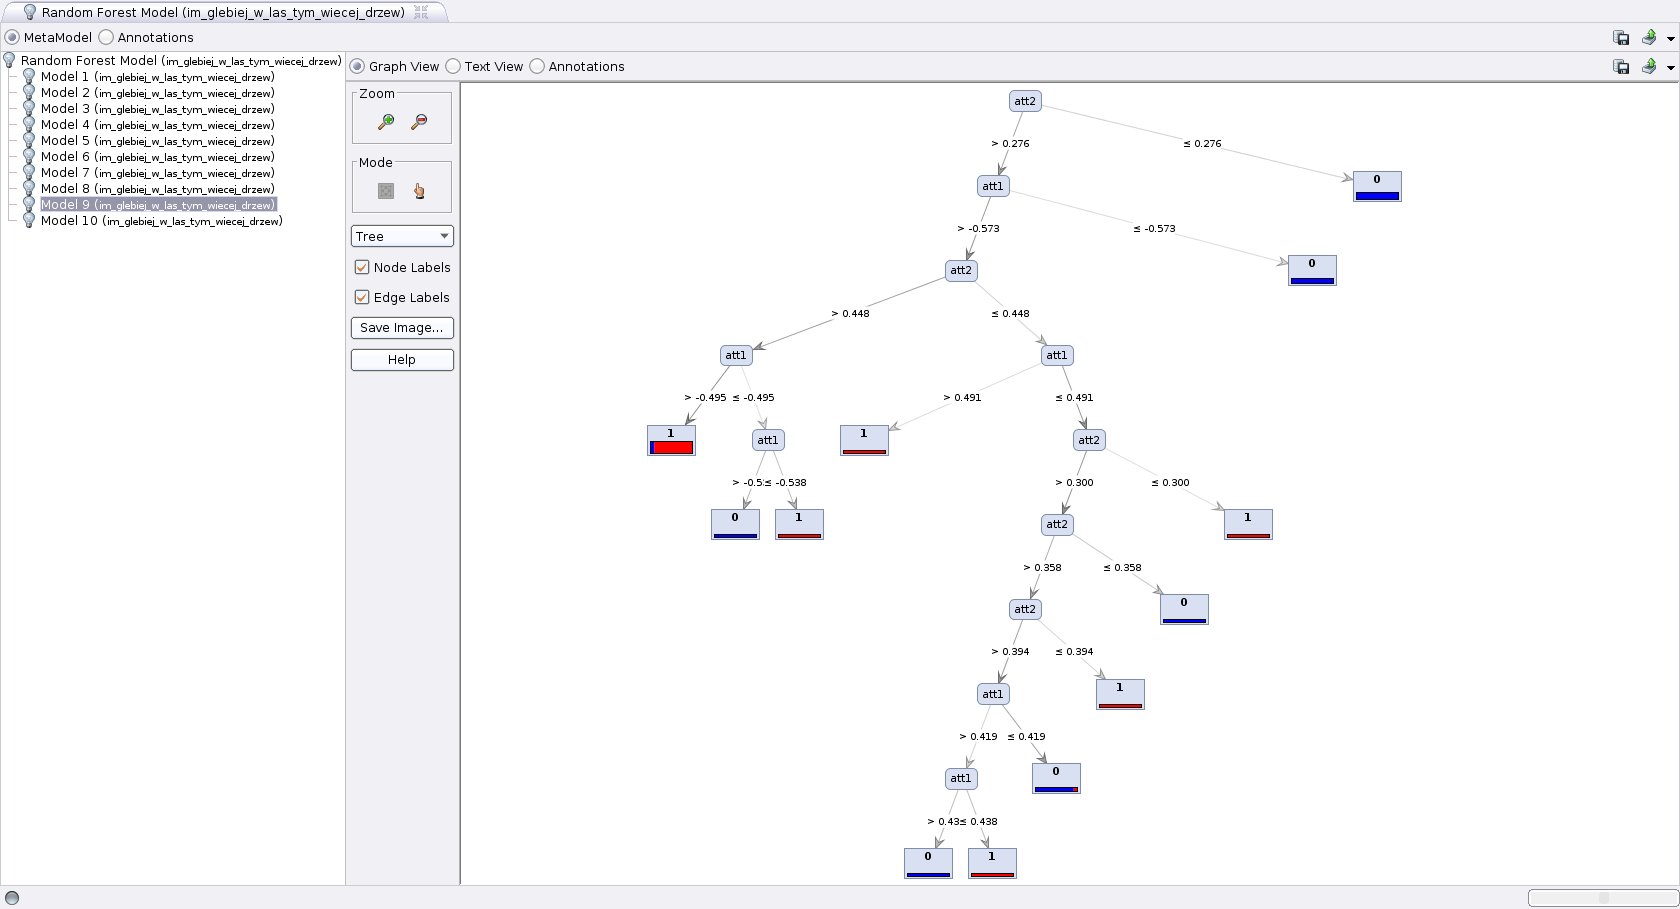 Random Forest Model (im_glebiej_w_las_tym_wiecej_drzew)
MetaModel Annotations
Random Forest Model (im_glebiej_w_las_tym_wiecej_drzew)
Model 1 (im_glebiej_w_las_tym_wiecej_drzew)
Model 2 (im_glebiej_w_las_tym_wiecej_drzew)
Model 3 (im_glebiej_w_las_tym_wiecej_drzew)
Model 4 (im_glebiej_w_las_tym_wiecej_drzew)
Model 5 (im_glebiej_w_las_tym_wiecej_drzew)
Model 6 (im_glebiej_w_las_tym_wiecej_drzew)
Model 7 (im_glebiej_w_las_tym_wiecej_drzew)
Model 8 (im_glebiej_w_las_tym_wiecej_drzew)
Model 9 (im_glebiej_w_las_tym_wiecej_drzew)
Model 10 (im_glebiej_w_las_tym_wiecej_drzew)
Graph View Text View Annotations
Zoom
Mode
Tree
Node Labels
Edge Labels
Save Image...
Help
att2
> 0.276 ≤ 0.276
att1 0
> -0.573 ≤ -0.573
att2 0
> 0.448 ≤ 0.448
att1 att1
> -0.495 ≤ -0.495 > 0.491 ≤ 0.491
1 att1 1 att2
> -0.5 ≤ -0.538 > 0.300 ≤ 0.300
0 1 att2 1
> 0.358 ≤ 0.358
att2 0
> 0.394 ≤ 0.394
att1 1
> 0.419 ≤ 0.419
att1 0
> 0.43 ≤ 0.438
0 1